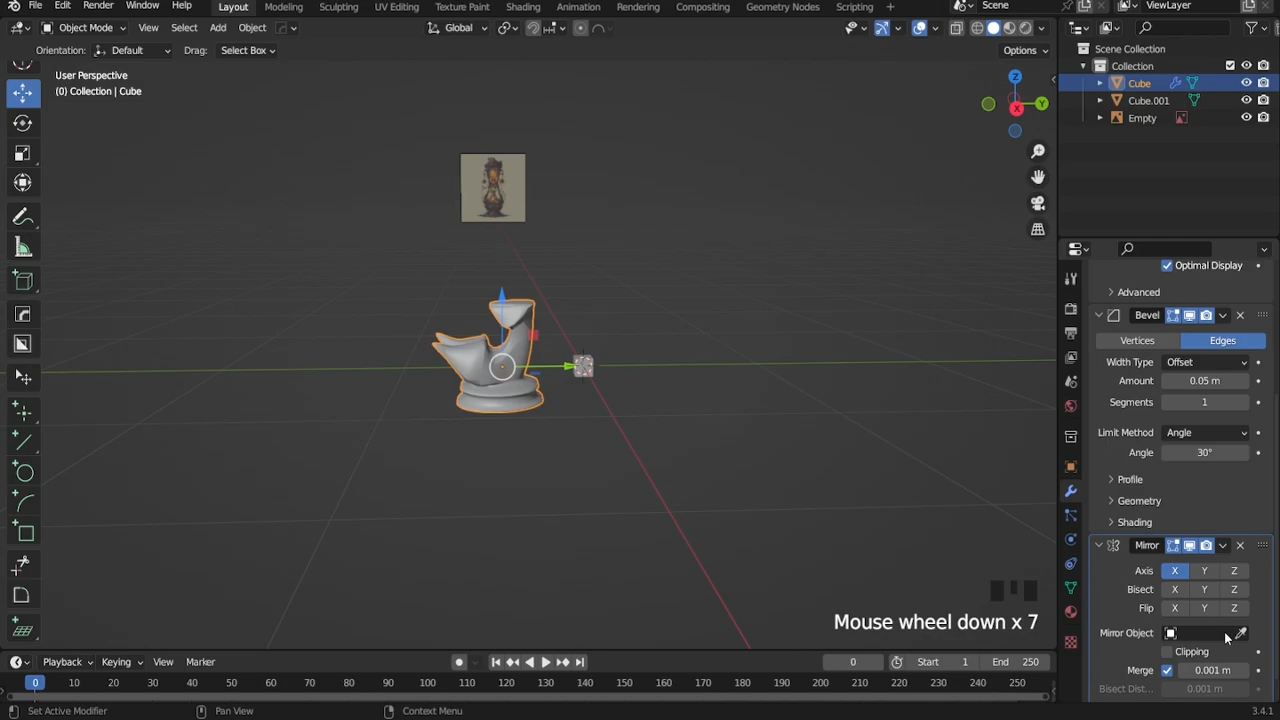 File Edit Render Window Help Layout Modeling Sculpting UV Editing Texture Paint Shading Animation Rendering Compositing Geometry Nodes Scripting + Scene ViewLayer
Object Mode View Select Add Object Global
Orientation: Default Drag: Select Box Options
User Perspective
(0) Collection | Cube
Z
Y
X
Scene Collection
Collection
Cube
Cube.001
Empty
Optimal Display
Advanced
Bevel
Vertices Edges
Width Type Offset
Amount 0.05 m
Segments 1
Limit Method Angle
Angle 30°
Profile
Geometry
Shading
Mirror
Axis X Y Z
Bisect X Y Z
Flip X Y Z
Mirror Object
Clipping
Merge 0.001 m
Bisect Dist... 0.001 m
Mouse wheel down x 7
Playback Keying View Marker 0 Start 1 End 250
0 10 20 30 40 50 60 70 80 90 100 110 120 130 140 150 160 170 180 190 200 210 220 230 240 250
Set Active Modifier Pan View Context Menu 3.4.1